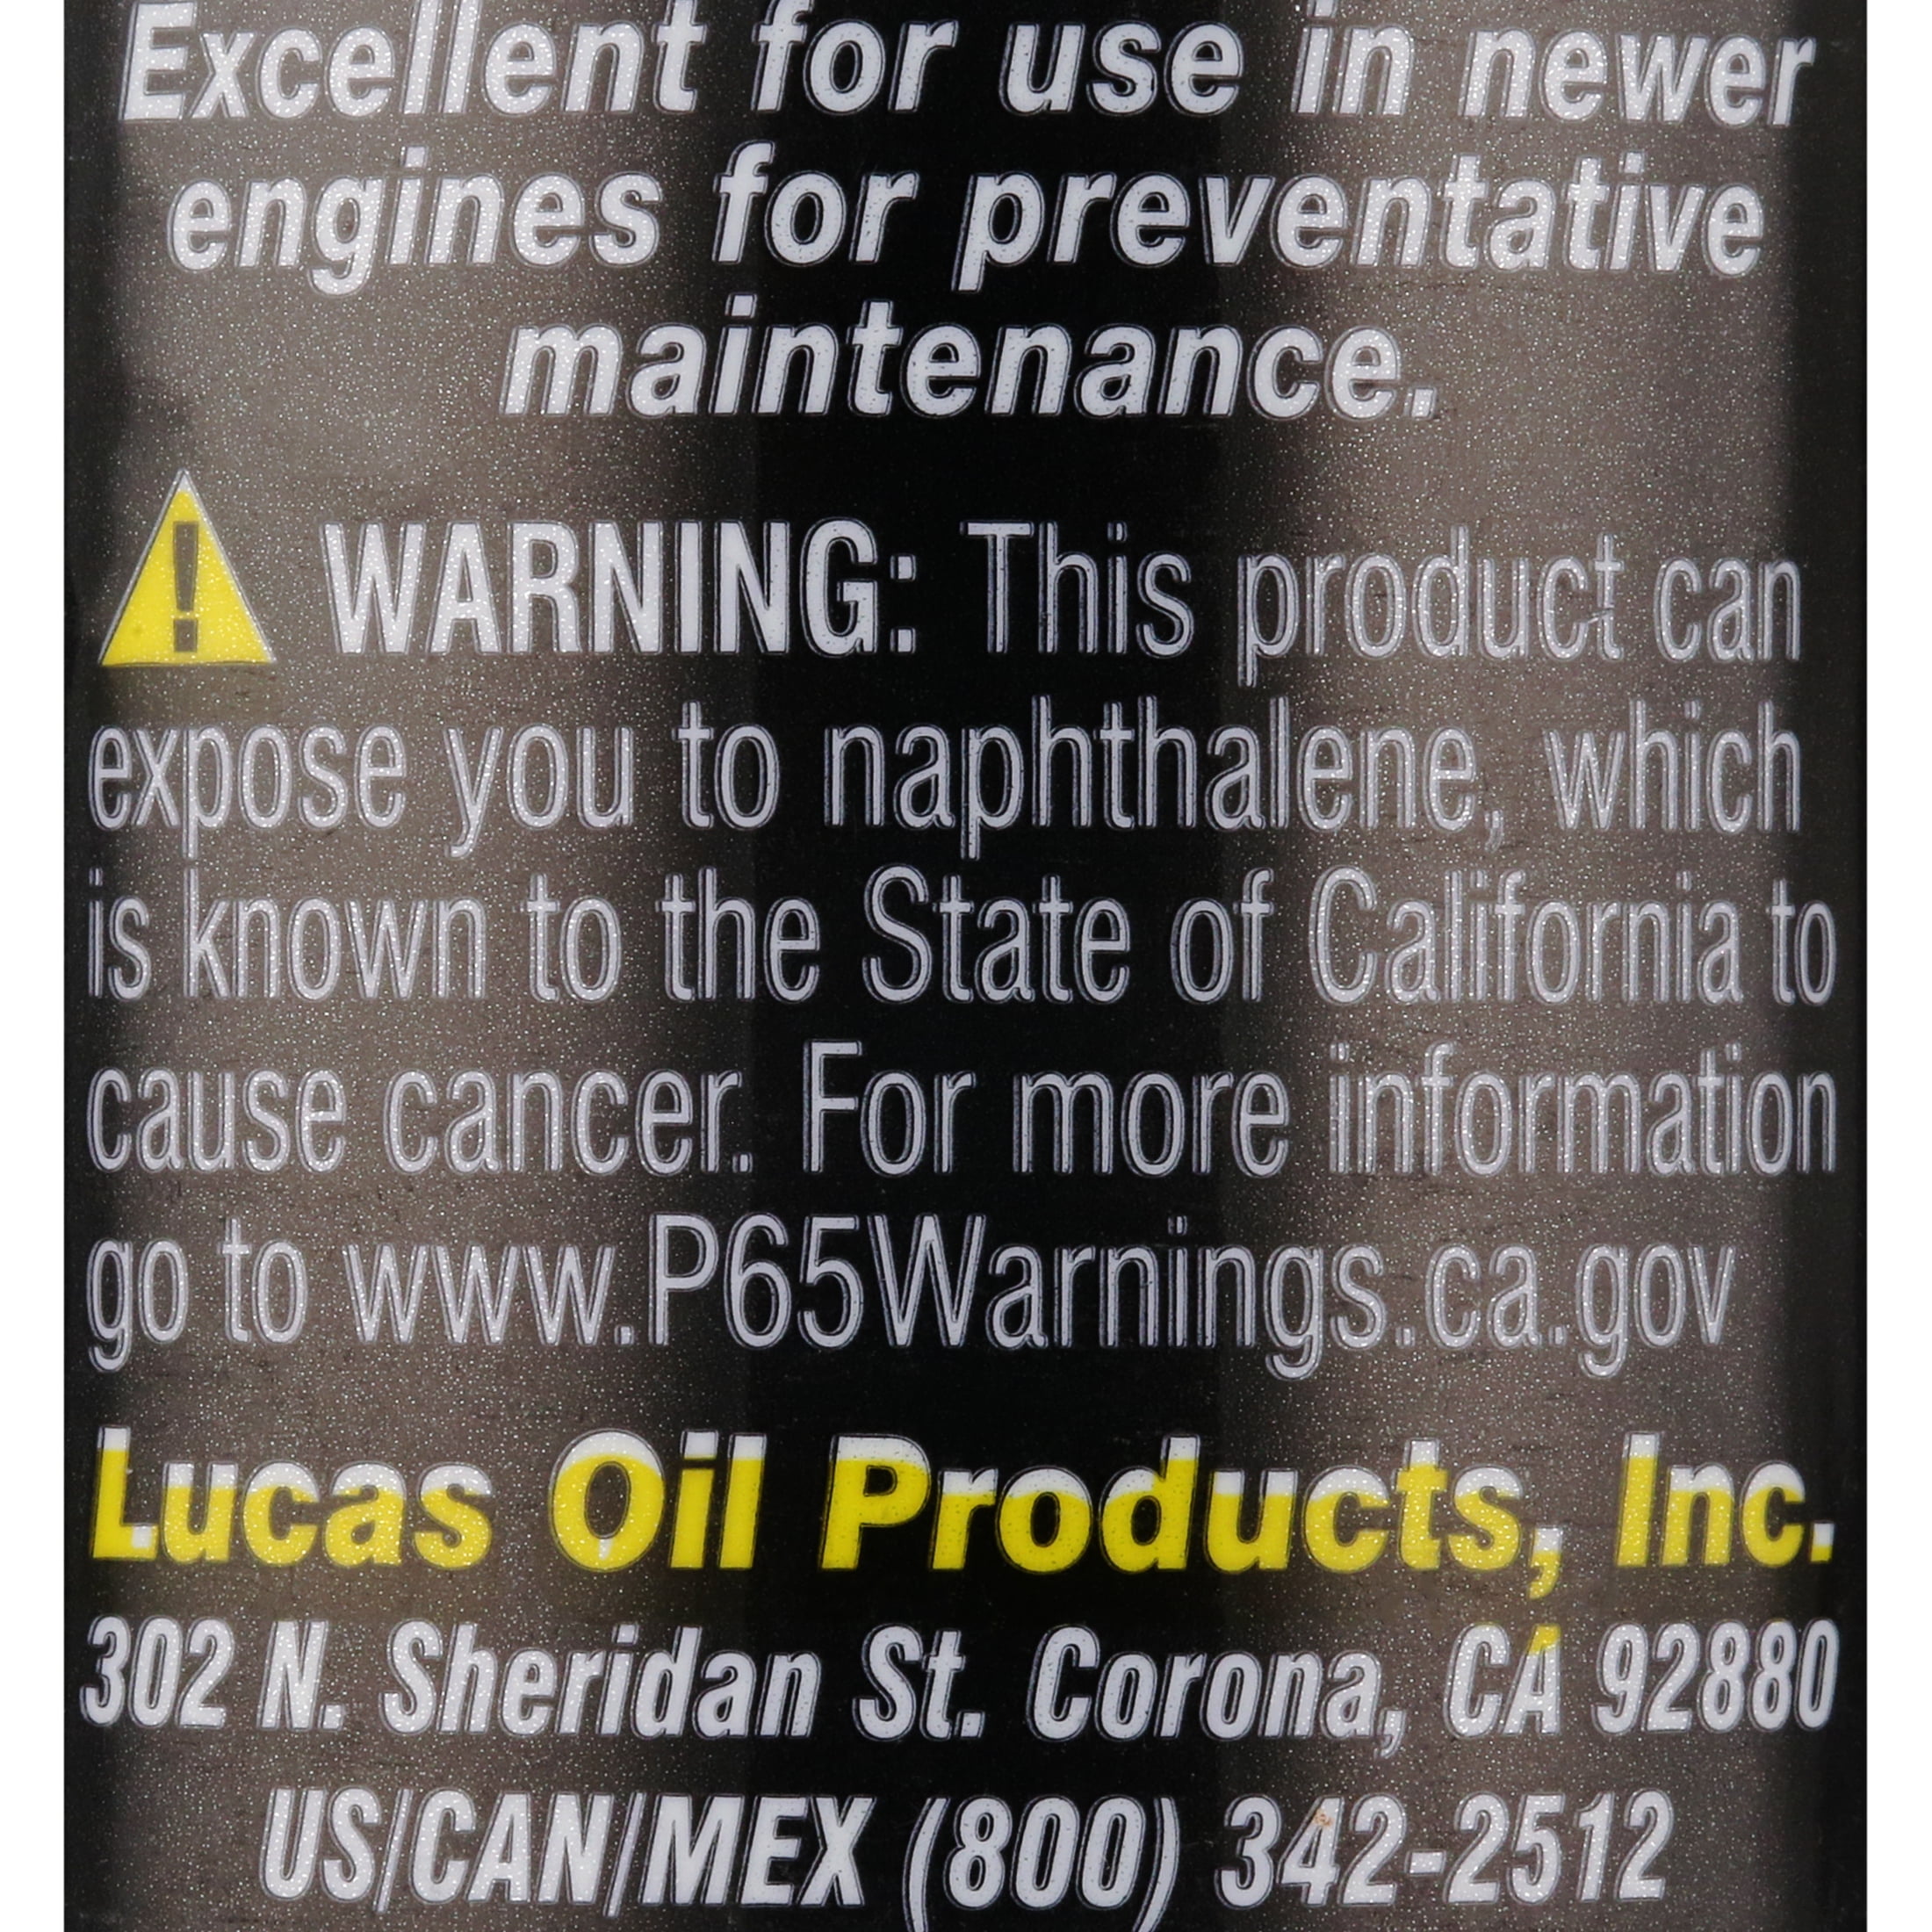 Excellent for use in newer
engines for preventative
maintenance.
! WARNING: This product can
expose you to naphthalene, which
is known to the State of California to
cause cancer. For more information
go to www.P65Warnings.ca.gov
Lucas Oil Products, Inc.
302 N. Sheridan St. Corona, CA 92880
US/CAN/MEX (800) 342-2512